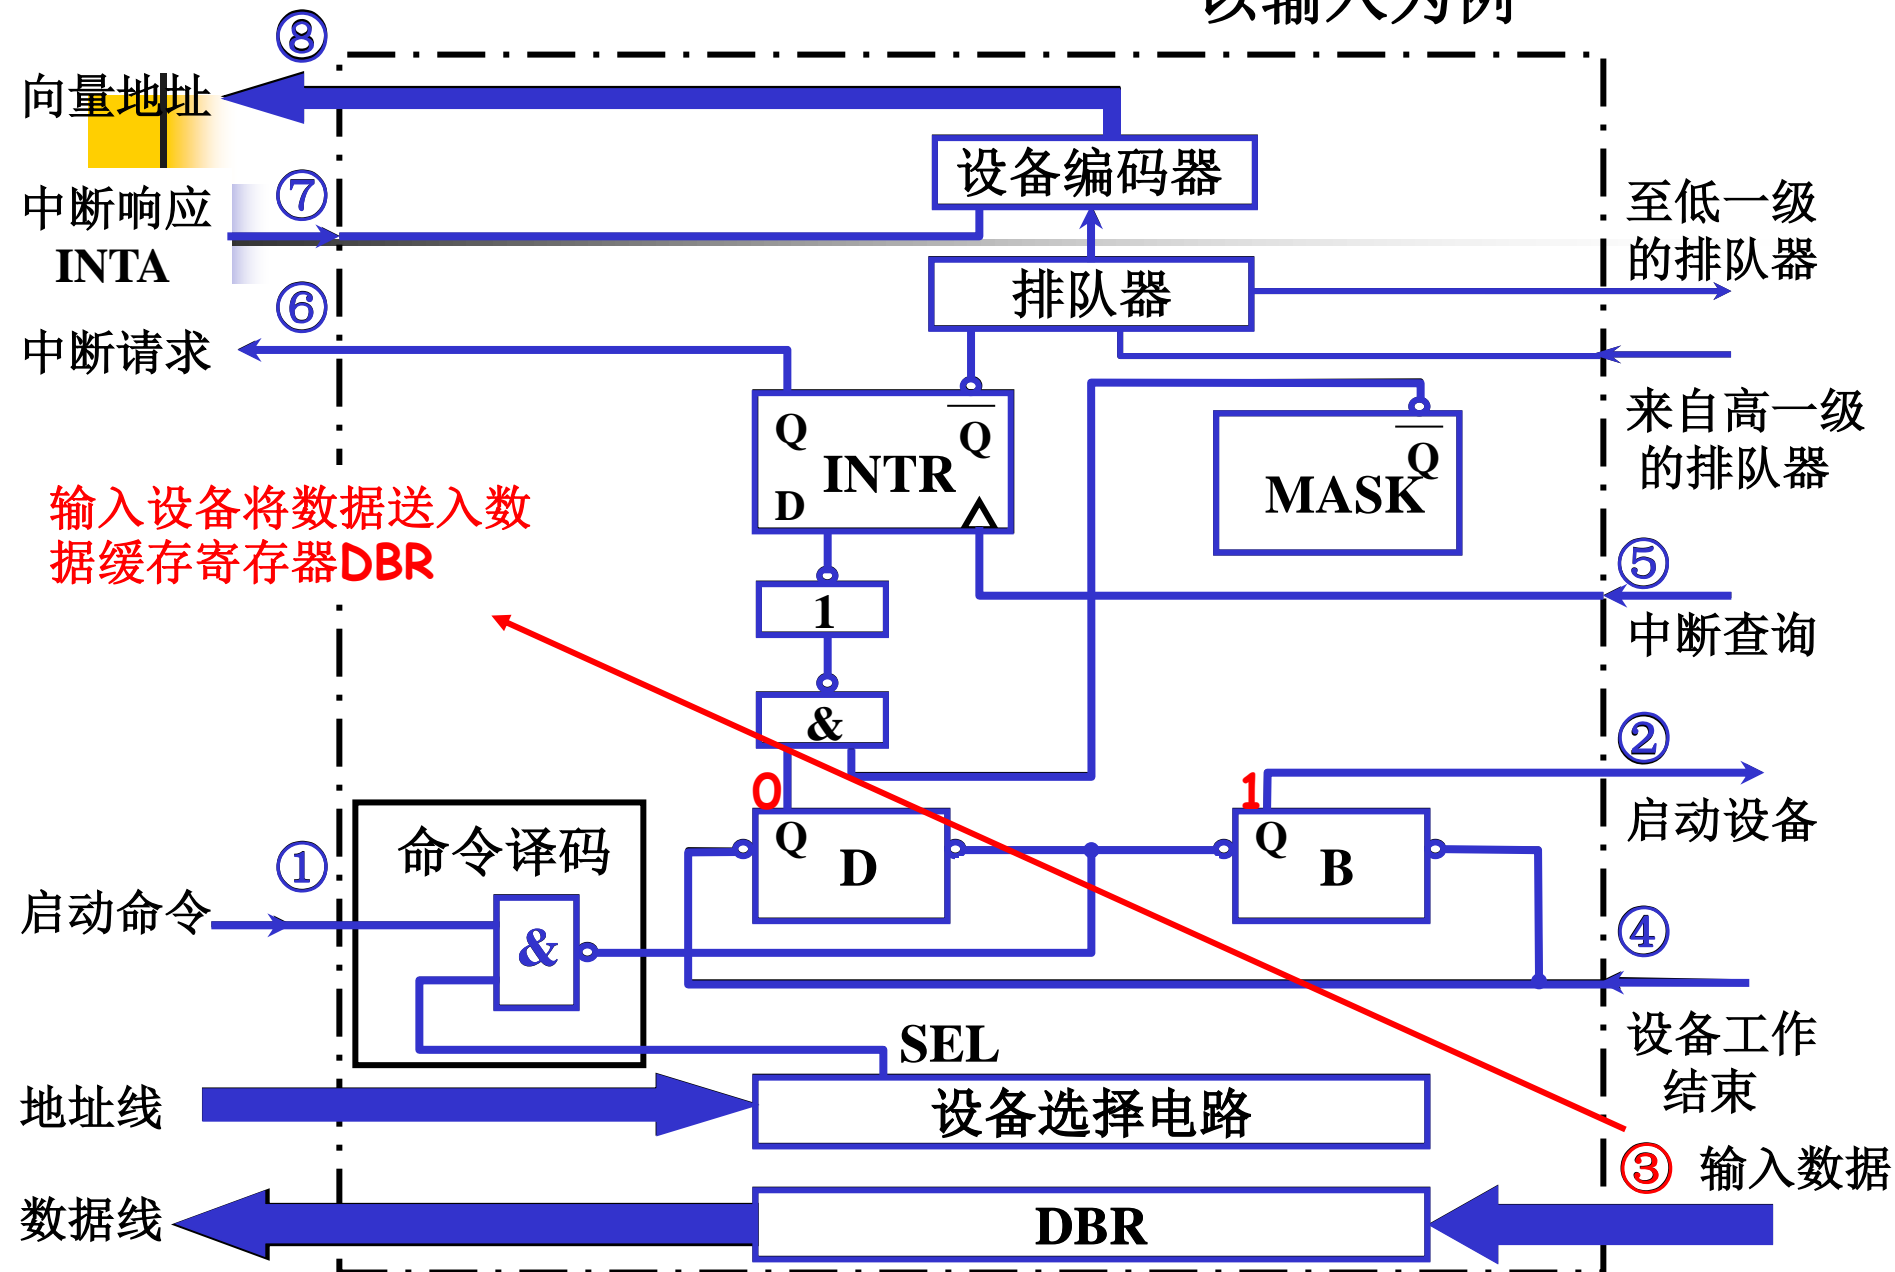 以输入为例
⑧
向量地址
设备编码器
中断响应
INTA
⑦
至低一级
的排队器
排队器
⑥
中断请求
来自高一级
的排队器
Q
Q
INTR
D
Q
MASK
输入设备将数据送入数
据缓存寄存器DBR
⑤
中断查询
1
&
②
启动设备
0
1
命令译码
Q
D
Q
B
①
启动命令
&
④
设备工作
结束
SEL
地址线
设备选择电路
③ 输入数据
数据线
DBR